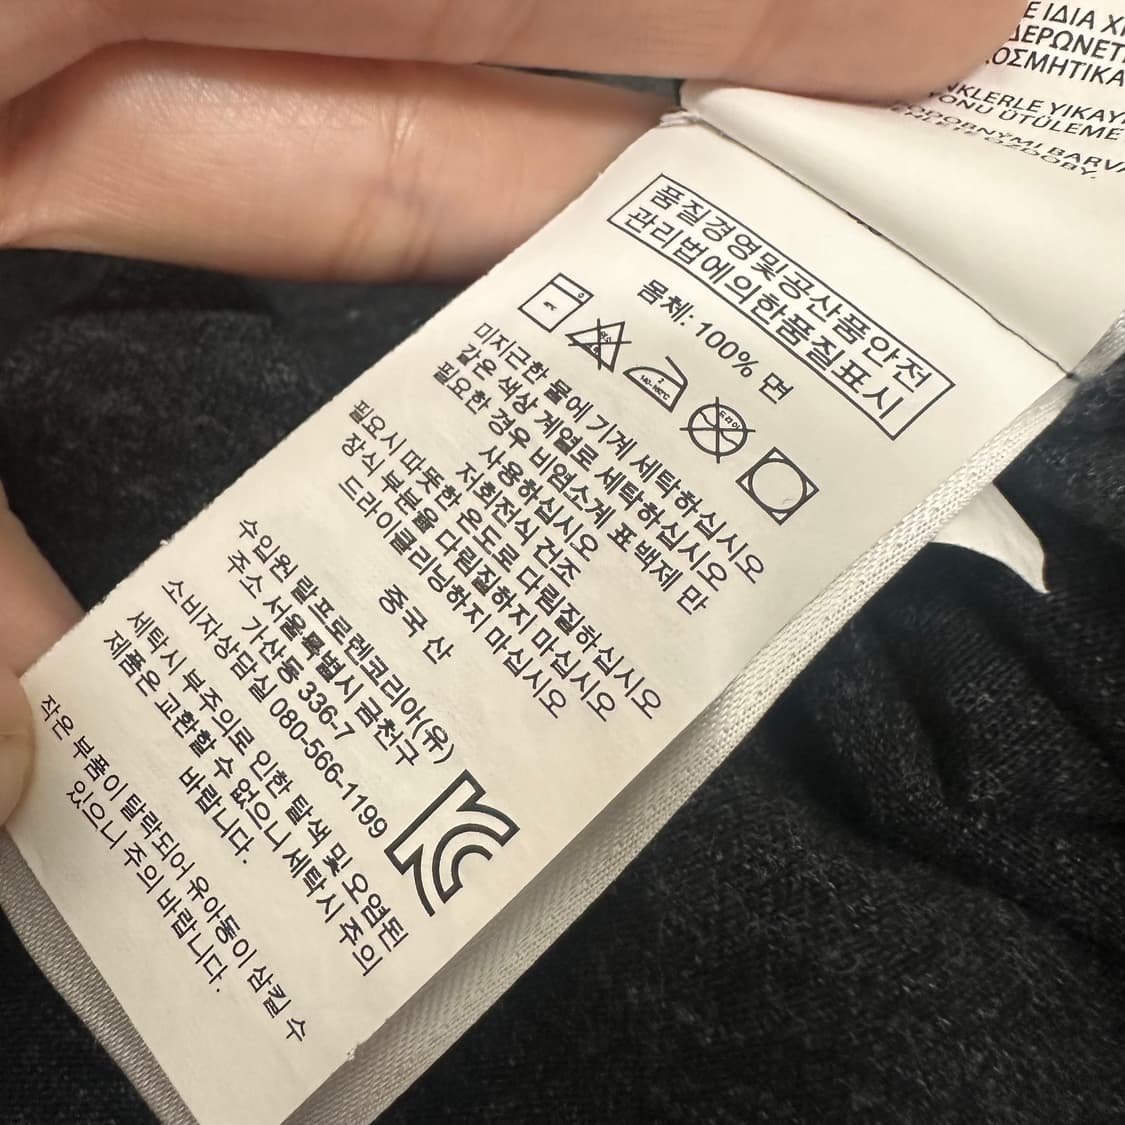 Ε ΙΔΙΑ
ΟΣΜΗΤΙΚΑ
YIKAY
ÜTÜLEME
BARV
OZDOBY.
품질경영및공산품안전
관리법에의한품질표시
몸체: 100% 면
드라이
미지근한 물에 기계 세탁하십시오
같은 색상 계열로 세탁하십시오
필요한 경우 비염소계 표백제 만
사용하십시오
저회전식 건조
필요시 따뜻한 온도로 다림질하십시오
장식 부분을 다림질하지 마십시오
드라이클리닝하지 마십시오
중국 산
수입원 랄프로렌코리아(유)
주소 서울특별시 금천구
가산동 336-7
소비자상담실 080-566-1199
세탁시 부주의로 인한 탈색 및 오염된
제품은 교환할 수 없으니 세탁시 주의
바랍니다.
작은 부품이 탈락되어 유아동이 삼킬 수
있으니 주의 바랍니다.